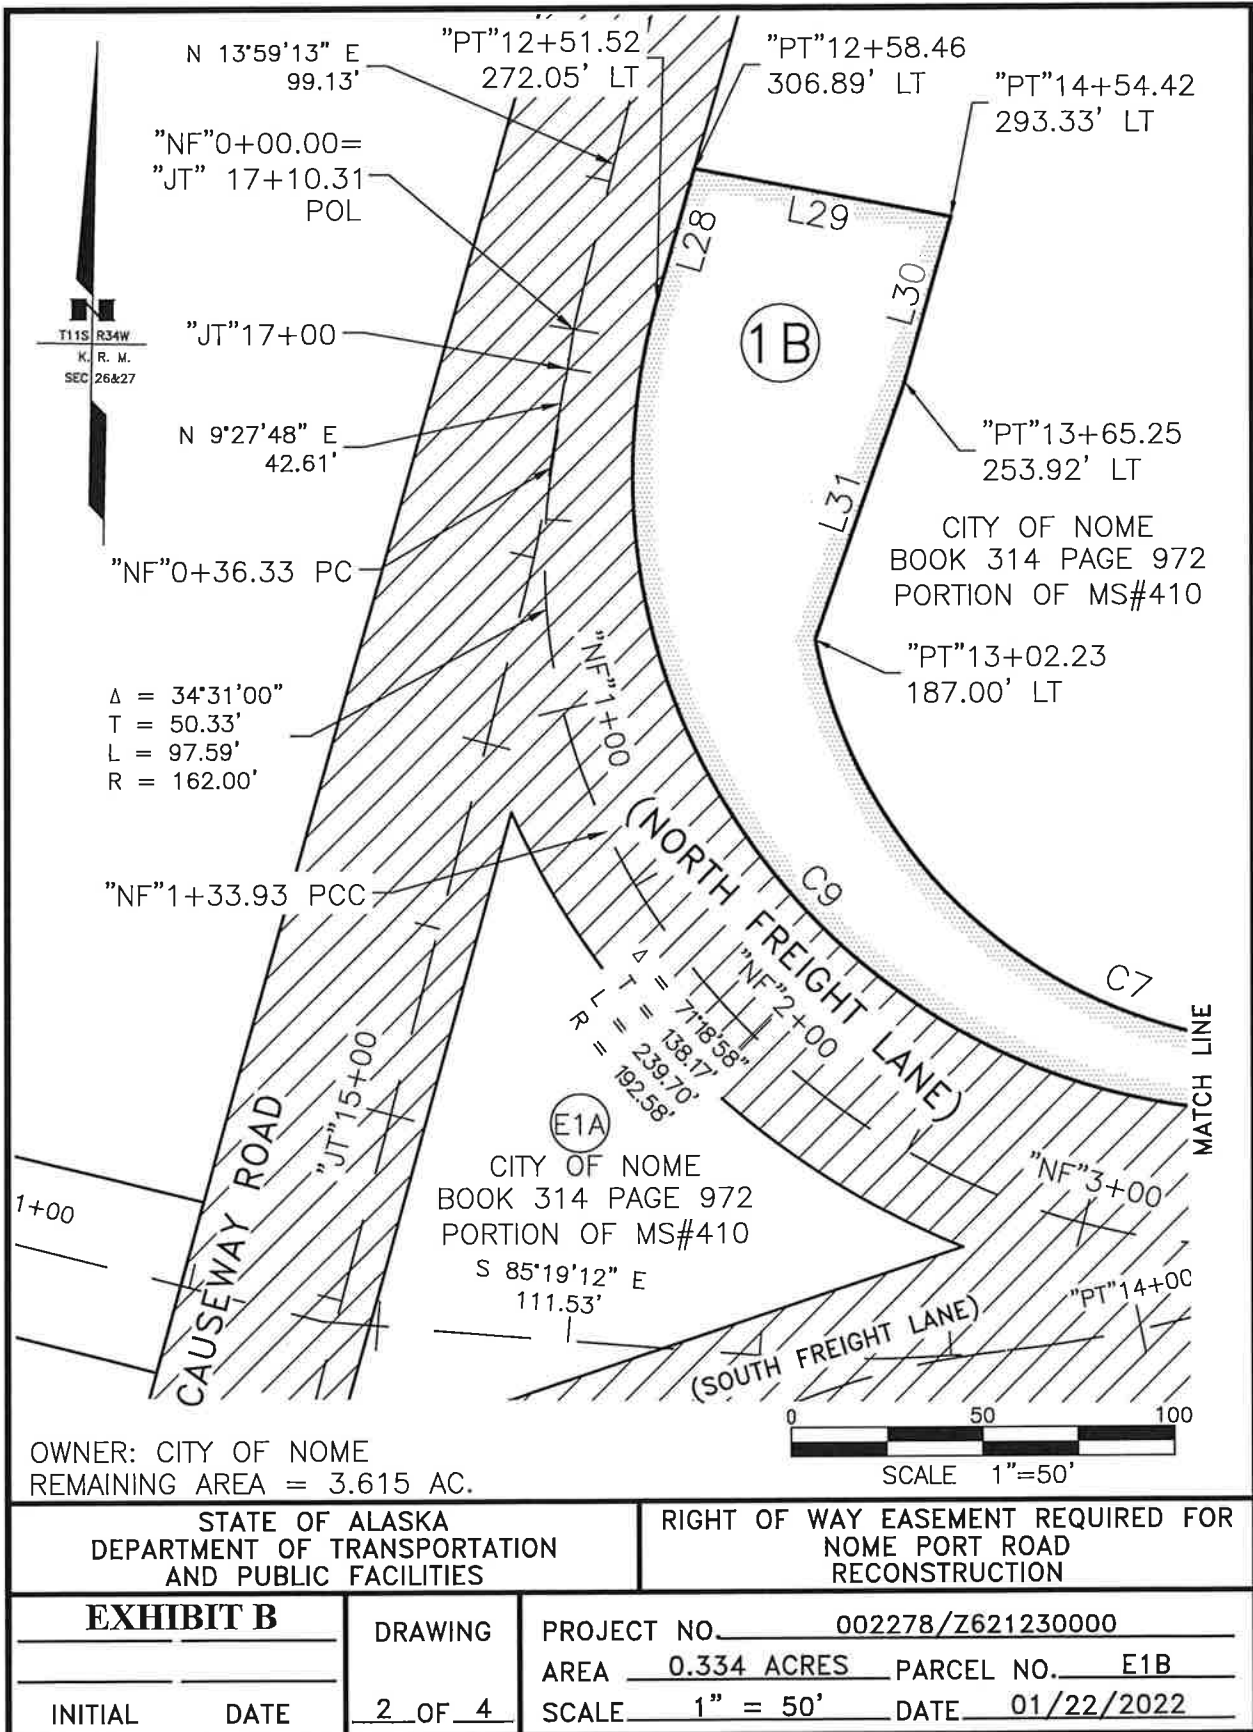 N 13°59'13" E
99.13'
"PT"12+51.52
272.05' LT
"PT"12+58.46
306.89' LT
"PT"14+54.42
293.33' LT
"NF"0+00.00=
"JT" 17+10.31
POL
L28
L29
L30
1B
T11S R34W
K. R. M.
SEC 26&27
"JT"17+00
N 9°27'48" E
42.61'
"PT"13+65.25
253.92' LT
L31
CITY OF NOME
BOOK 314 PAGE 972
PORTION OF MS#410
"NF"0+36.33 PC
"PT"13+02.23
187.00' LT
"NF"1+00
Δ = 34°31'00"
T = 50.33'
L = 97.59'
R = 162.00'
(NORTH FREIGHT LANE)
"NF"1+33.93 PCC
C9
C7
"NF"2+00
Δ = 71°18'58"
T = 138.17'
L = 239.70'
R = 192.58'
MATCH LINE
"JT"15+00
E1A
CITY OF NOME
BOOK 314 PAGE 972
PORTION OF MS#410
"NF"3+00
1+00
CAUSEWAY ROAD
S 85°19'12" E
111.53'
"PT"14+00
(SOUTH FREIGHT LANE)
0 50 100
SCALE 1"=50'
OWNER: CITY OF NOME
REMAINING AREA = 3.615 AC.
STATE OF ALASKA
DEPARTMENT OF TRANSPORTATION
AND PUBLIC FACILITIES
RIGHT OF WAY EASEMENT REQUIRED FOR
NOME PORT ROAD
RECONSTRUCTION
EXHIBIT B
INITIAL DATE
DRAWING
2 OF 4
PROJECT NO. 002278/Z621230000
AREA 0.334 ACRES PARCEL NO. E1B
SCALE 1" = 50' DATE 01/22/2022